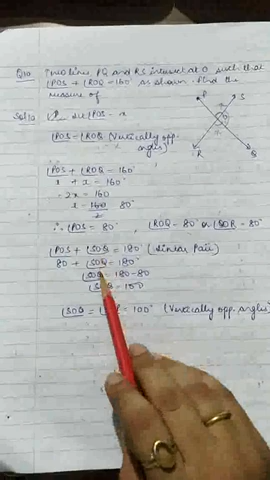 Q10 Two lines PQ and RS intersect at O such that
∠POS + ∠ROQ = 160° as shown. Find the
measure of
P S
O
R Q
Sol 10 let ∠POS = x
∠POS = ∠ROQ (Vertically opp.
angles)
∠POS + ∠ROQ = 160°
x + x = 160°
2x = 160
x = 160 80°
2
∴ ∠POS = 80° , ∠ROQ = 80° = 80°
∠POS + ∠SOQ = 180 (Linear Pair)
80 + ∠SOQ = 180°
∠SOQ = 180-80
∠SOQ = 100
∠SOQ = = 100° (Vertically opp. angles)